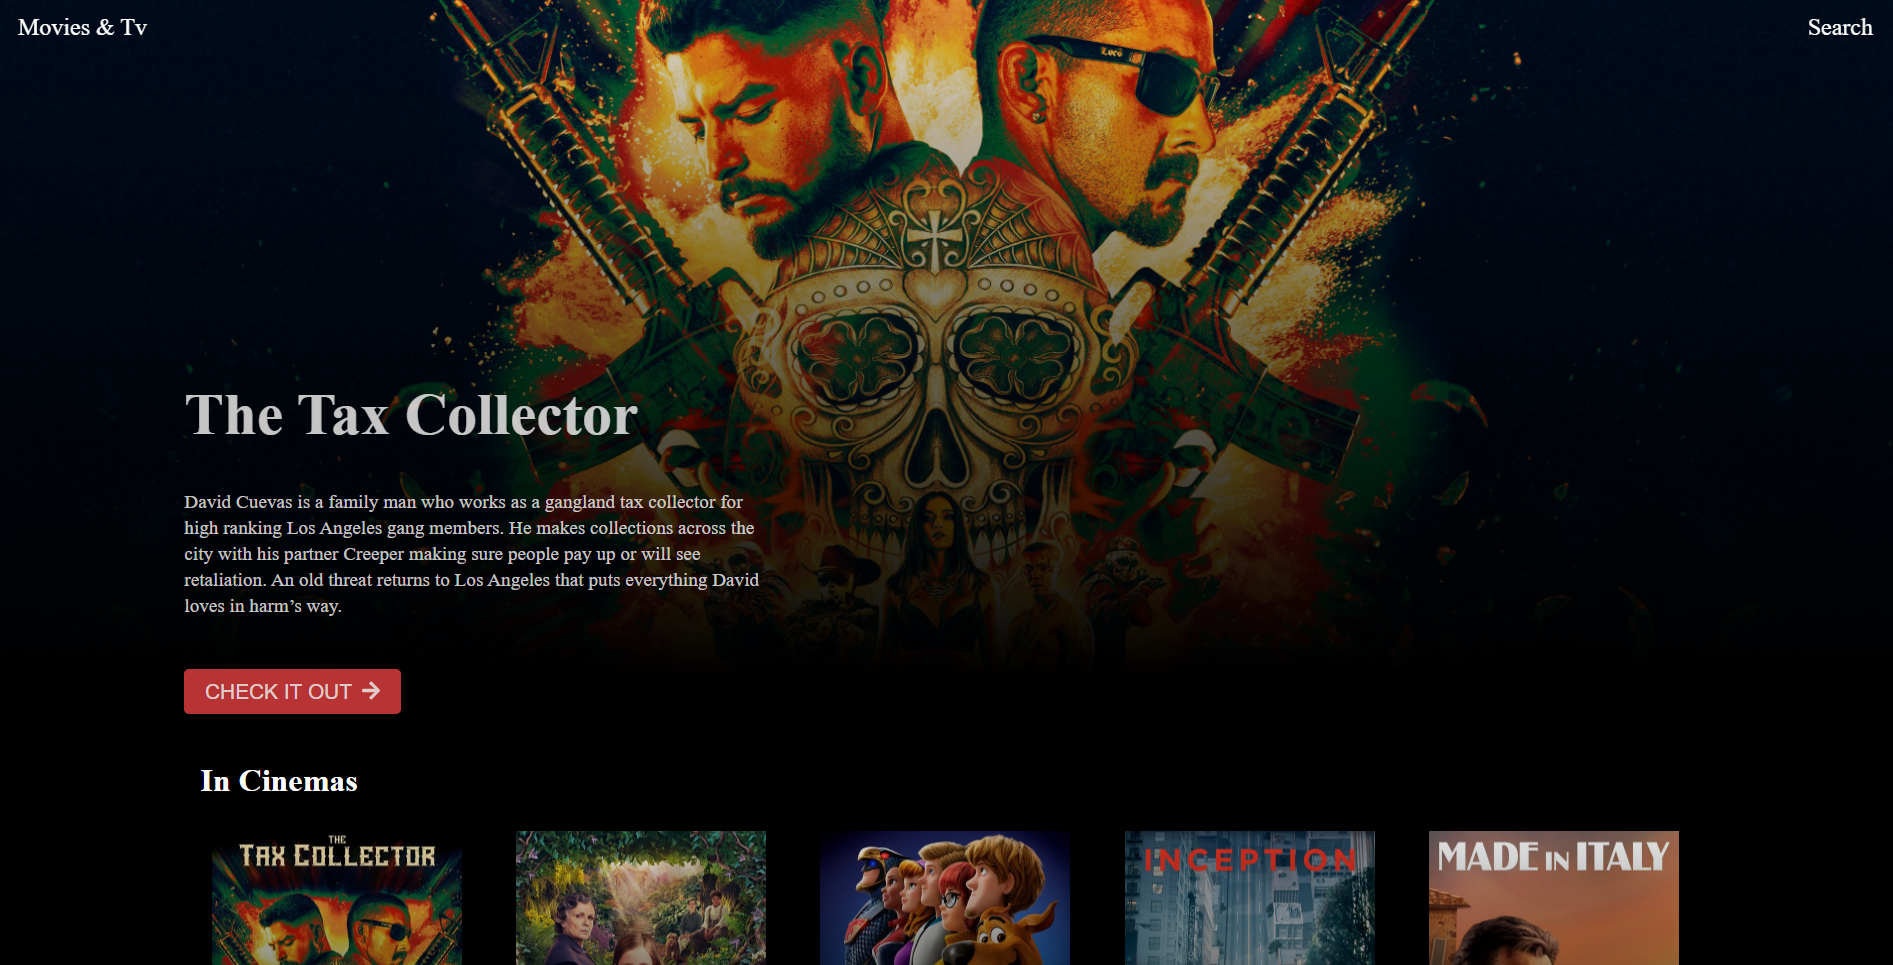 Movies & Tv
Search
Loco
The Tax Collector
David Cuevas is a family man who works as a gangland tax collector for
high ranking Los Angeles gang members. He makes collections across the
city with his partner Creeper making sure people pay up or will see
retaliation. An old threat returns to Los Angeles that puts everything David
loves in harm’s way.
CHECK IT OUT
In Cinemas
THE
TAX COLLECTOR
INCEPTION
MADE IN ITALY